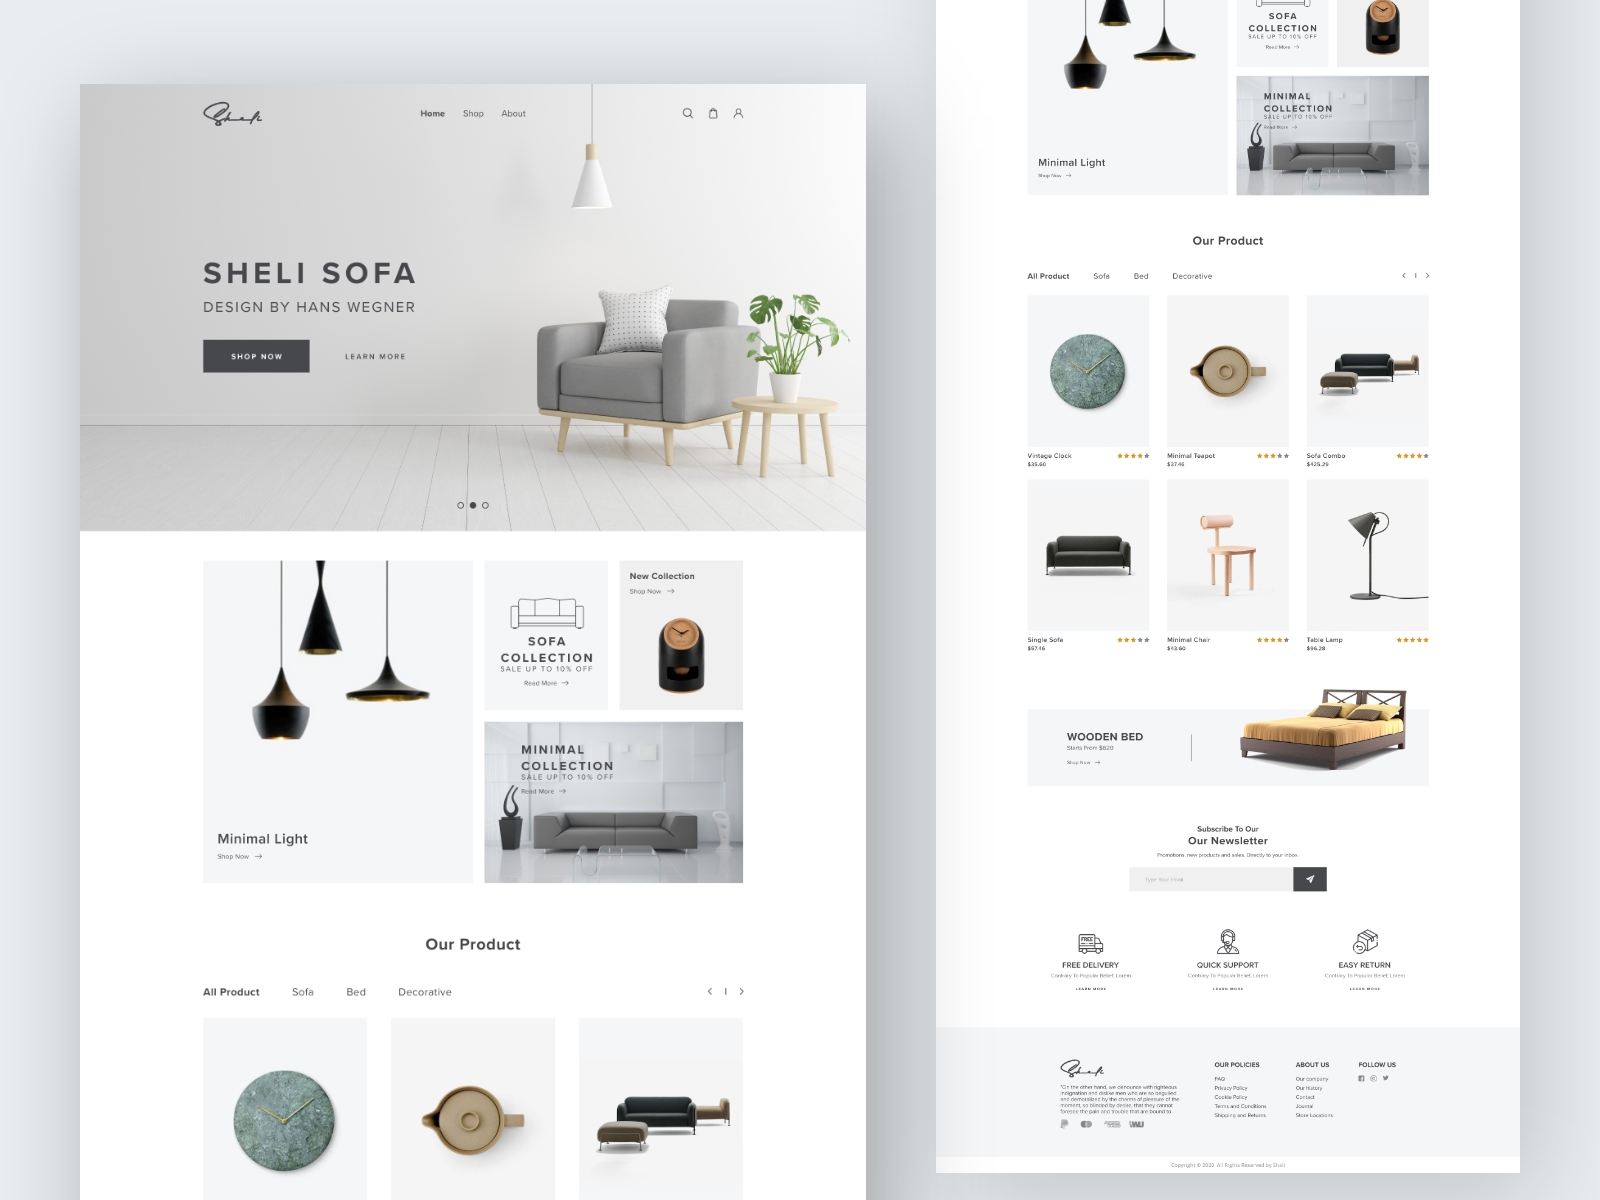 Sheli
Home Shop About
SHELI SOFA
DESIGN BY HANS WEGNER
SHOP NOW LEARN MORE
New Collection
Shop Now
SOFA
COLLECTION
SALE UP TO 10% OFF
Read More
MINIMAL
COLLECTION
SALE UP TO 10% OFF
Read More
Minimal Light
Shop Now
Our Product
All Product Sofa Bed Decorative
SOFA
COLLECTION
SALE UP TO 10% OFF
Read More
MINIMAL
COLLECTION
SALE UP TO 10% OFF
Read More
Minimal Light
Shop Now
Our Product
All Product Sofa Bed Decorative
Vintage Clock
$35.60
Minimal Teapot
$37.46
Sofa Combo
$425.29
Single Sofa
$57.46
Minimal Chair
$43.60
Table Lamp
$96.28
WOODEN BED
Starts From $620
Shop Now
Subscribe To Our
Our Newsletter
Promotions, new products and sales. Directly to your inbox.
Type Your email
FREE
FREE DELIVERY
Contrary To Popular Belief, Lorem
LEARN MORE
QUICK SUPPORT
Contrary To Popular Belief, Lorem
LEARN MORE
EASY RETURN
Contrary To Popular Belief, Lorem
LEARN MORE
Sheli
"On the other hand, we denounce with righteous
indignation and dislike men who are so beguiled
and demoralized by the charms of pleasure of the
moment, so blinded by desire, that they cannot
foresee the pain and trouble that are bound to
OUR POLICIES
FAQ
Privacy Policy
Cookie Policy
Terms and Conditions
Shipping and Returns
ABOUT US
Our company
Our history
Contact
Journal
Store Locations
FOLLOW US
Copyright © 2020 All Rights Reserved by Sheli